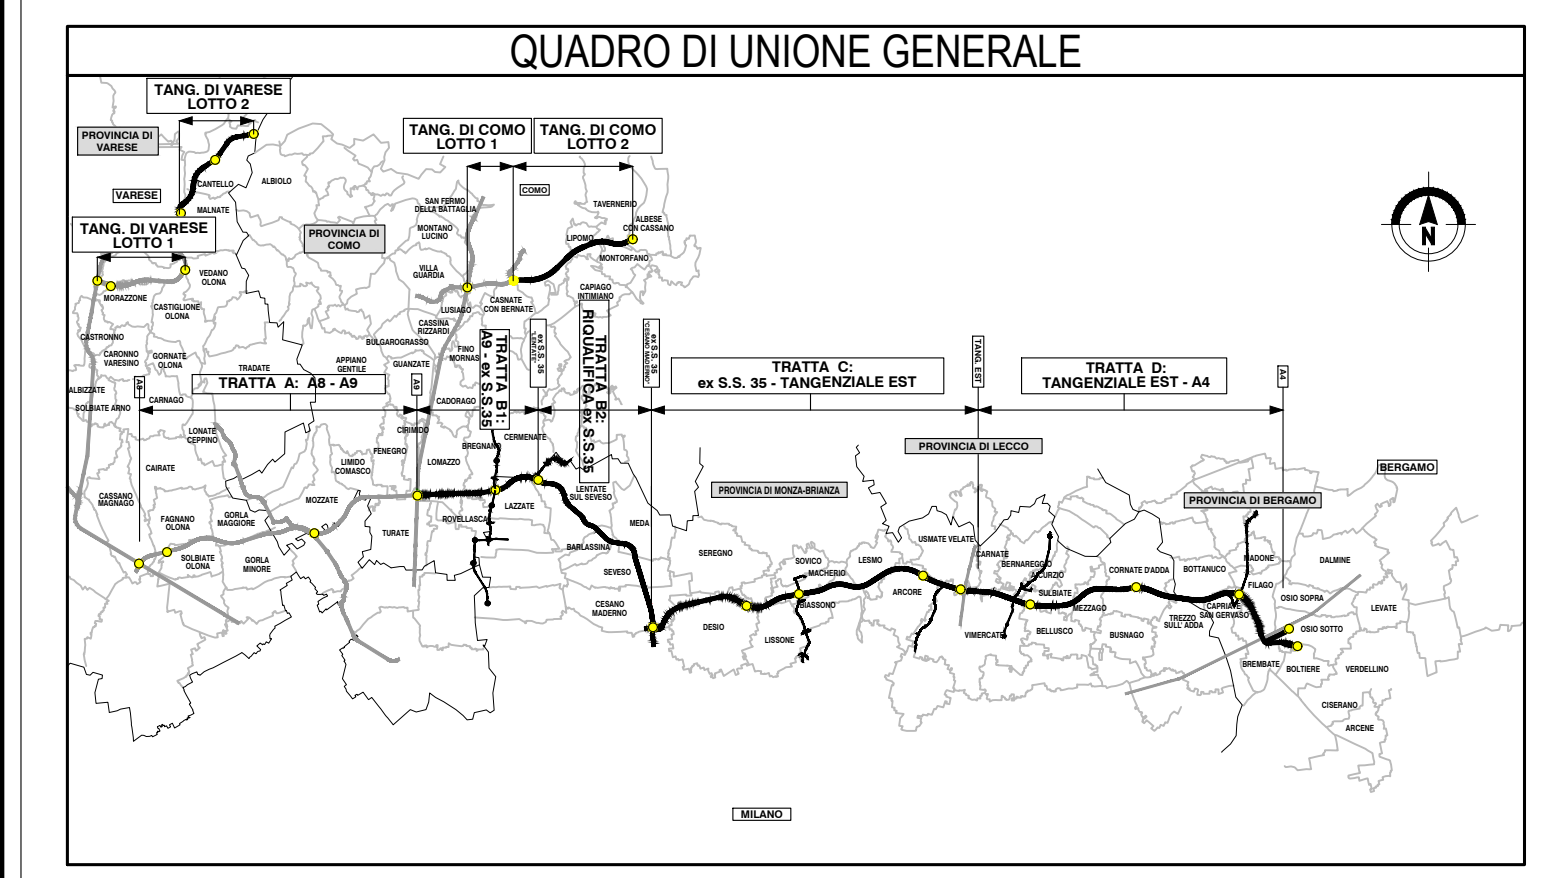 QUADRO DI UNIONE GENERALE
TANG. DI VARESE
LOTTO 2
PROVINCIA DI
VARESE
TANG. DI COMO
LOTTO 1
TANG. DI COMO
LOTTO 2
CANTELLO
ALBIOLO
VARESE
MALNATE
COMO
SAN FERMO
DELLA BATTAGLIA
TAVERNERIO
ALBESE
CON CASSANO
TANG. DI VARESE
LOTTO 1
PROVINCIA DI
COMO
MONTANO
LUCINO
LIPOMO
MONTORFANO
N
VILLA
GUARDIA
VEDANO
OLONA
MORAZZONE
CASTIGLIONE
OLONA
LUSIAGO
CASNATE
CON BERNATE
CAPIAGO
INTIMIANO
CASSINA
RIZZARDI
BULGAROGRASSO
CASTRONNO
CARONNO
VARESINO
GORNATE
OLONA
TRADATE
APPIANO
GENTILE
GUANZATE
FINO
MORNAS
TRATTA B1:
A9 - ex S.S.35
ex S.S. 35
"LENTATE"
TRATTA B2:
RIQUALIFICA ex S.S.35
ex S.S. 35
"CESANO MADERNO"
TRATTA C:
ex S.S. 35 - TANGENZIALE EST
TANG. EST
TRATTA D:
TANGENZIALE EST - A4
A4
ALBIZZATE
A8
TRATTA A: A8 - A9
A9
SOLBIATE ARNO
CARNAGO
CADORAGO
LONATE
CEPPINO
CIRIMIDO
CERMENATE
BREGNANO
FENEGRO
PROVINCIA DI LECCO
CAIRATE
LIMIDO
COMASCO
LOMAZZO
BERGAMO
CASSANO
MAGNAGO
MOZZATE
LENTATE
SUL SEVESO
PROVINCIA DI MONZA-BRIANZA
PROVINCIA DI BERGAMO
FAGNANO
OLONA
GORLA
MAGGIORE
ROVELLASCA
LAZZATE
MEDA
TURATE
BARLASSINA
SEREGNO
USMATE VELATE
CARNATE
SOLBIATE
OLONA
GORLA
MINORE
SEVESO
SOVICO
MACHERIO
LESMO
BERNAREGGIO
CORNATE D'ADDA
BOTTANUCO
MADONE
DALMINE
SULBIATE
FILAGO
ARCORE
CESANO
MADERNO
BIASSONO
MEZZAGO
CAPRIATE
SAN GERVASO
OSIO SOPRA
LEVATE
DESIO
LISSONE
VIMERCATE
BELLUSCO
BUSNAGO
TREZZO
SULL' ADDA
OSIO SOTTO
BREMBATE
BOLTIERE
VERDELLINO
CISERANO
ARCENE
MILANO